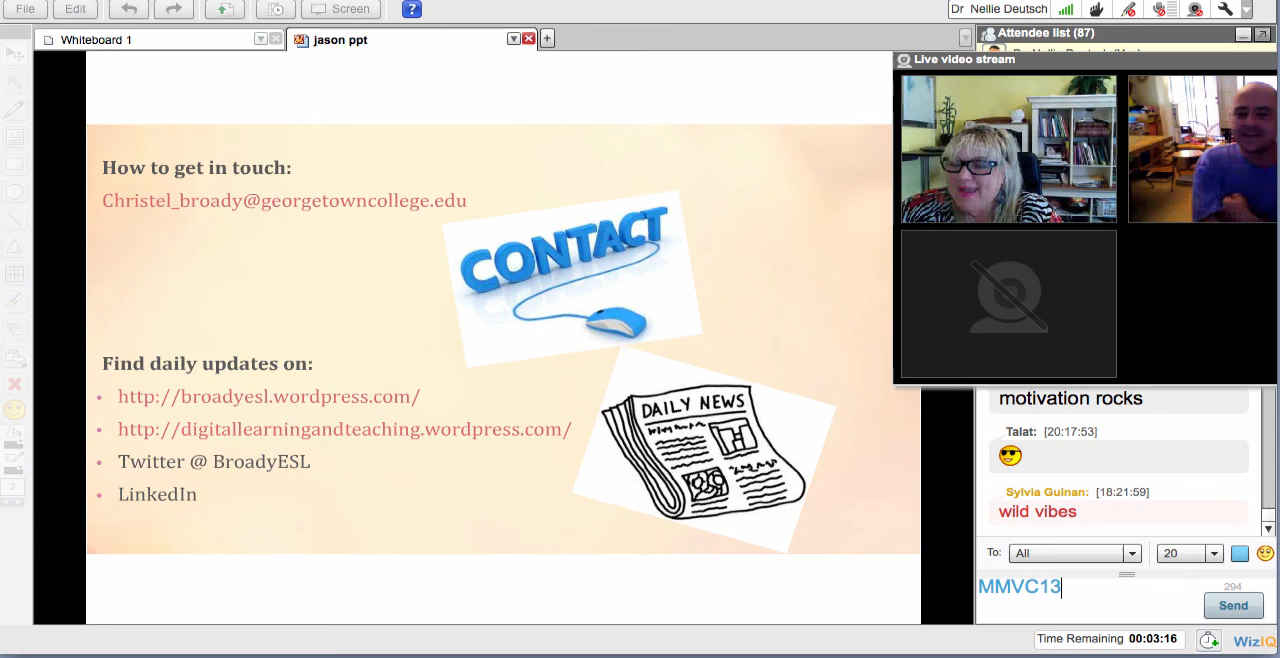 File Edit Screen ? Dr Nellie Deutsch
Whiteboard 1 jason ppt +
Attendee list (87)
Live video stream
How to get in touch:
Christel_broady@georgetowncollege.edu
CONTACT
Find daily updates on:
• http://broadyesl.wordpress.com/
• http://digitallearningandteaching.wordpress.com/
• Twitter @ BroadyESL
• LinkedIn
DAILY NEWS
motivation rocks
Talat: [20:17:53]
Sylvia Guinan: [18:21:59]
wild vibes
To: All 20
MMVC13
294
Send
2
Time Remaining 00:03:16
WizIQ